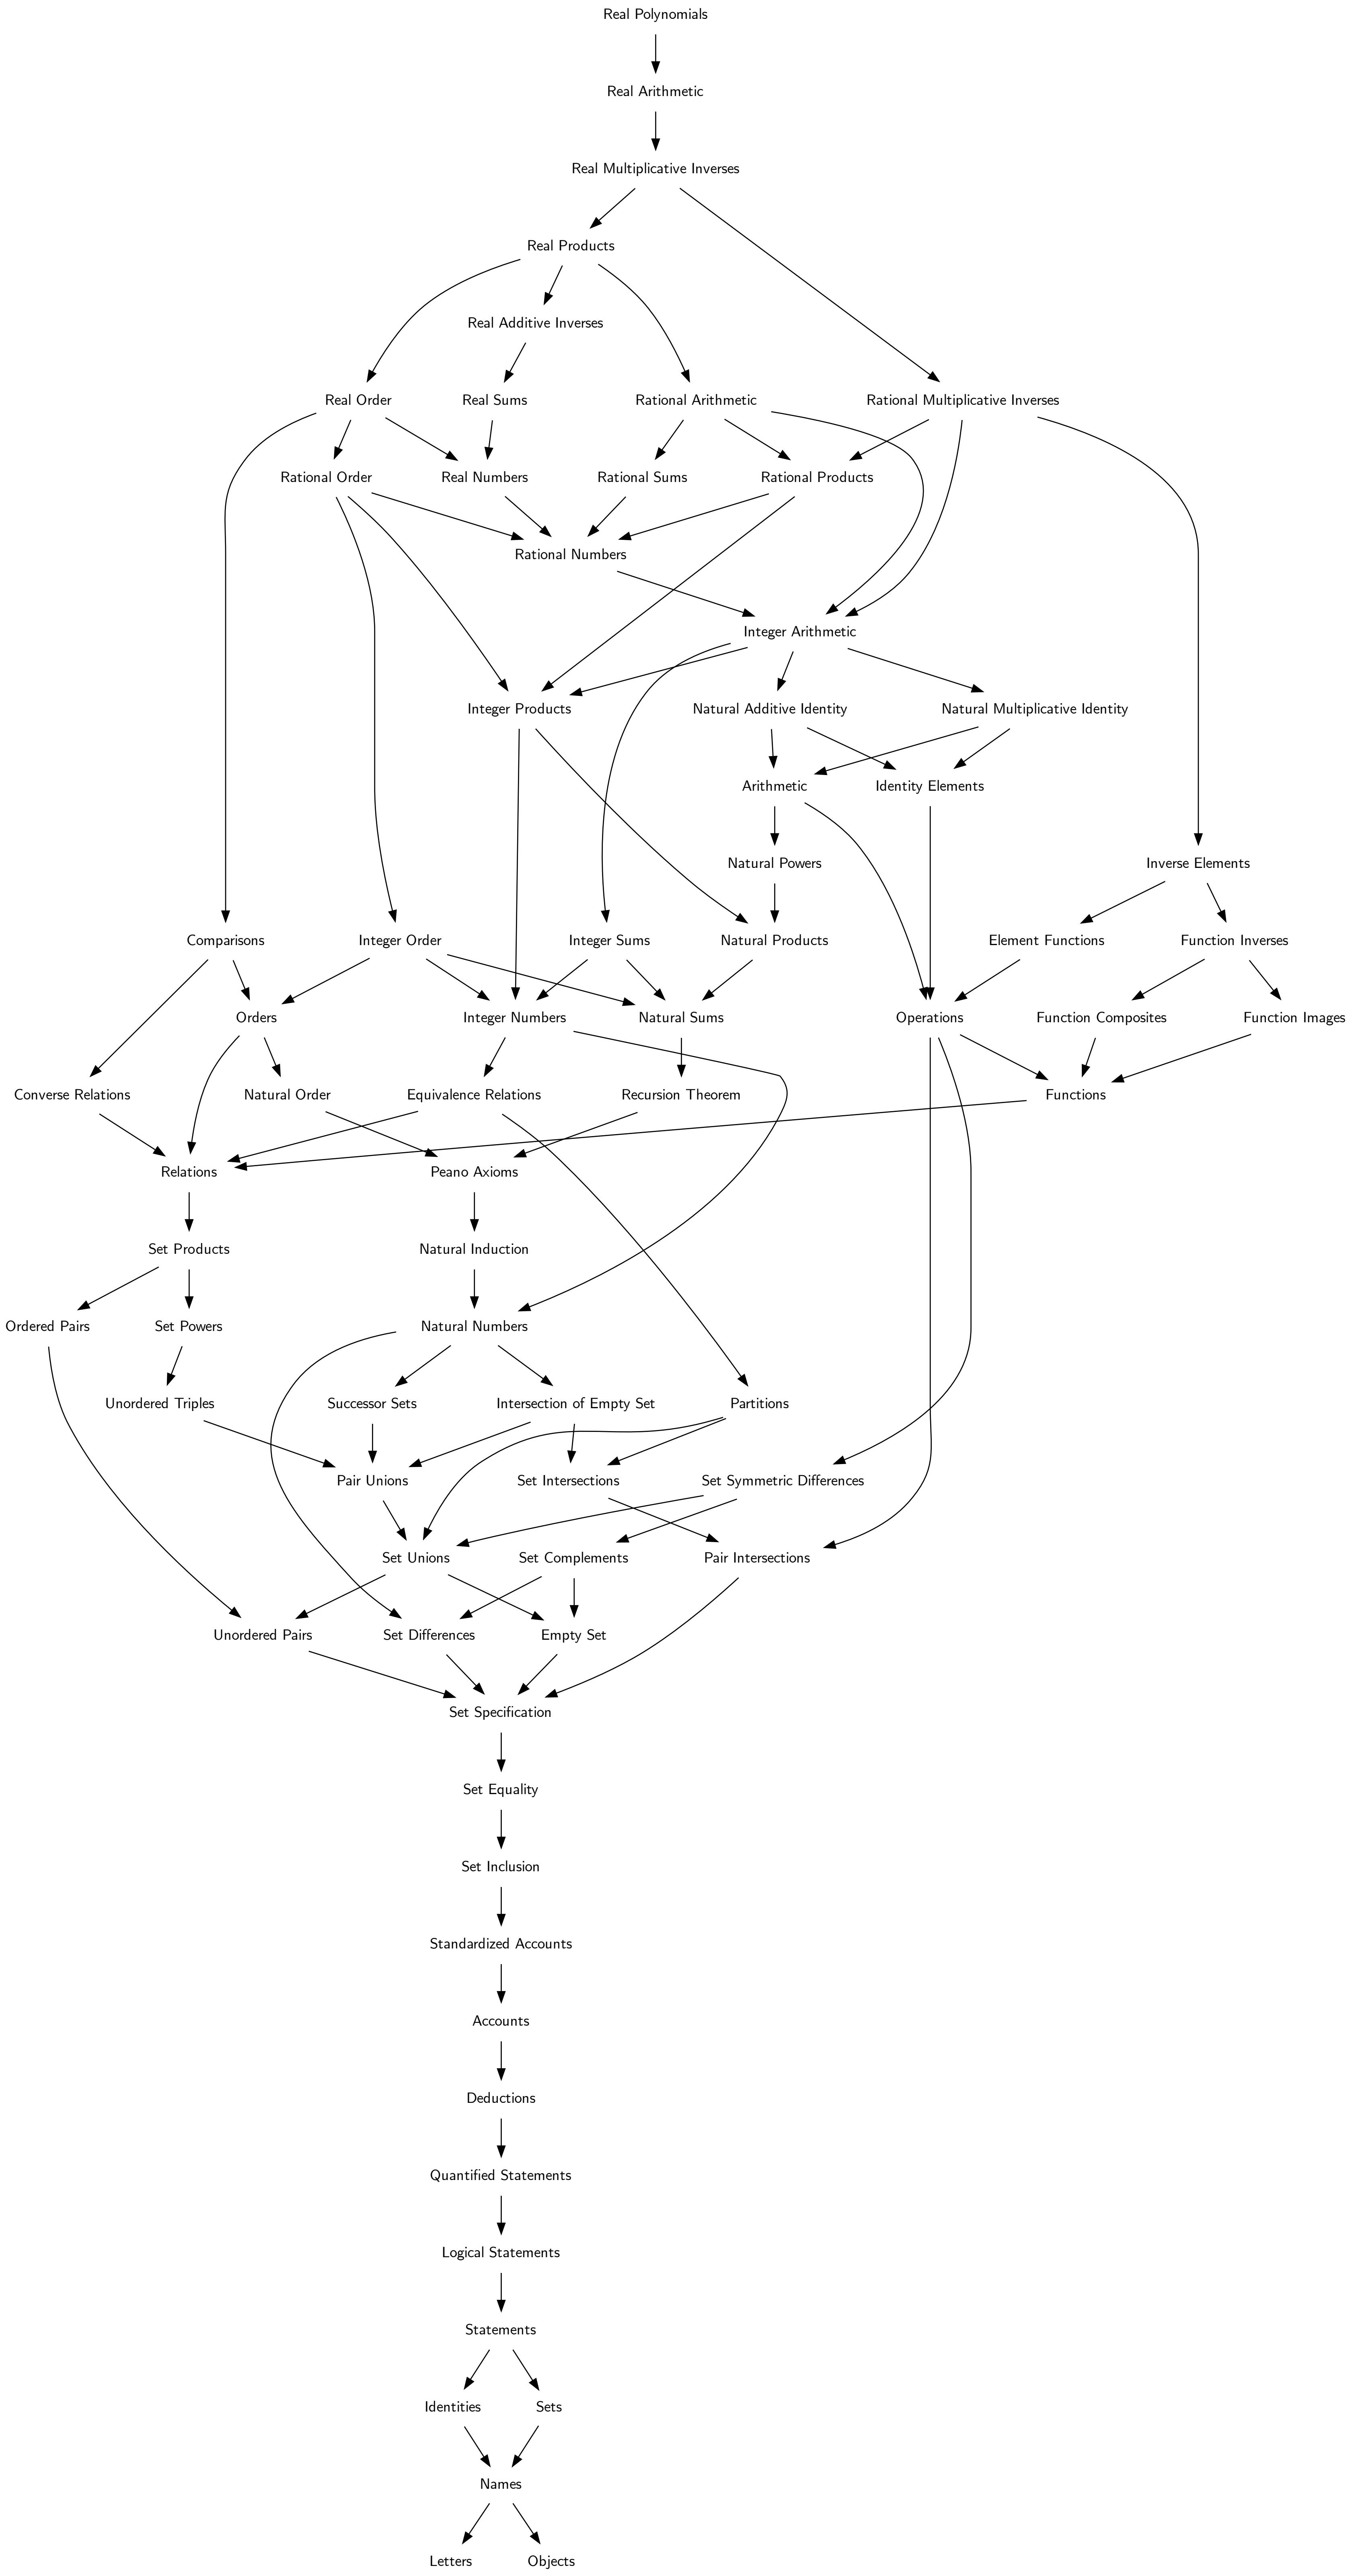 Real Polynomials
Real Arithmetic
Real Multiplicative Inverses
Real Products
Real Additive Inverses
Real Order
Real Sums
Rational Arithmetic
Rational Multiplicative Inverses
Rational Order
Real Numbers
Rational Sums
Rational Products
Rational Numbers
Integer Arithmetic
Integer Products
Natural Additive Identity
Natural Multiplicative Identity
Arithmetic
Identity Elements
Natural Powers
Inverse Elements
Comparisons
Integer Order
Integer Sums
Natural Products
Element Functions
Function Inverses
Orders
Integer Numbers
Natural Sums
Operations
Function Composites
Function Images
Converse Relations
Natural Order
Equivalence Relations
Recursion Theorem
Functions
Relations
Peano Axioms
Set Products
Natural Induction
Ordered Pairs
Set Powers
Natural Numbers
Unordered Triples
Successor Sets
Intersection of Empty Set
Partitions
Pair Unions
Set Intersections
Set Symmetric Differences
Set Unions
Set Complements
Pair Intersections
Unordered Pairs
Set Differences
Empty Set
Set Specification
Set Equality
Set Inclusion
Standardized Accounts
Accounts
Deductions
Quantified Statements
Logical Statements
Statements
Identities
Sets
Names
Letters
Objects